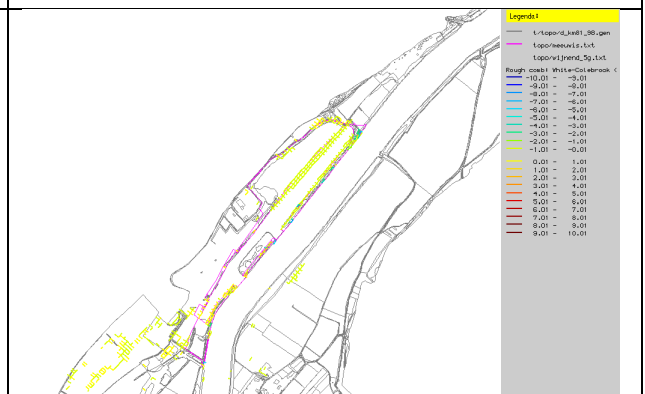 Legenda:
t/topo/d_km81_98.gen
topo/meeuwis.txt
topo/wijnend_5g.txt
Rough combi White-Colebrook (
-10.01 - -9.01
-9.01 - -8.01
-8.01 - -7.01
-7.01 - -6.01
-6.01 - -5.01
-5.01 - -4.01
-4.01 - -3.01
-3.01 - -2.01
-2.01 - -1.01
-1.01 - -0.01
0.01 - 1.01
1.01 - 2.01
2.01 - 3.01
3.01 - 4.01
4.01 - 5.01
5.01 - 6.01
6.01 - 7.01
7.01 - 8.01
8.01 - 9.01
9.01 - 10.01